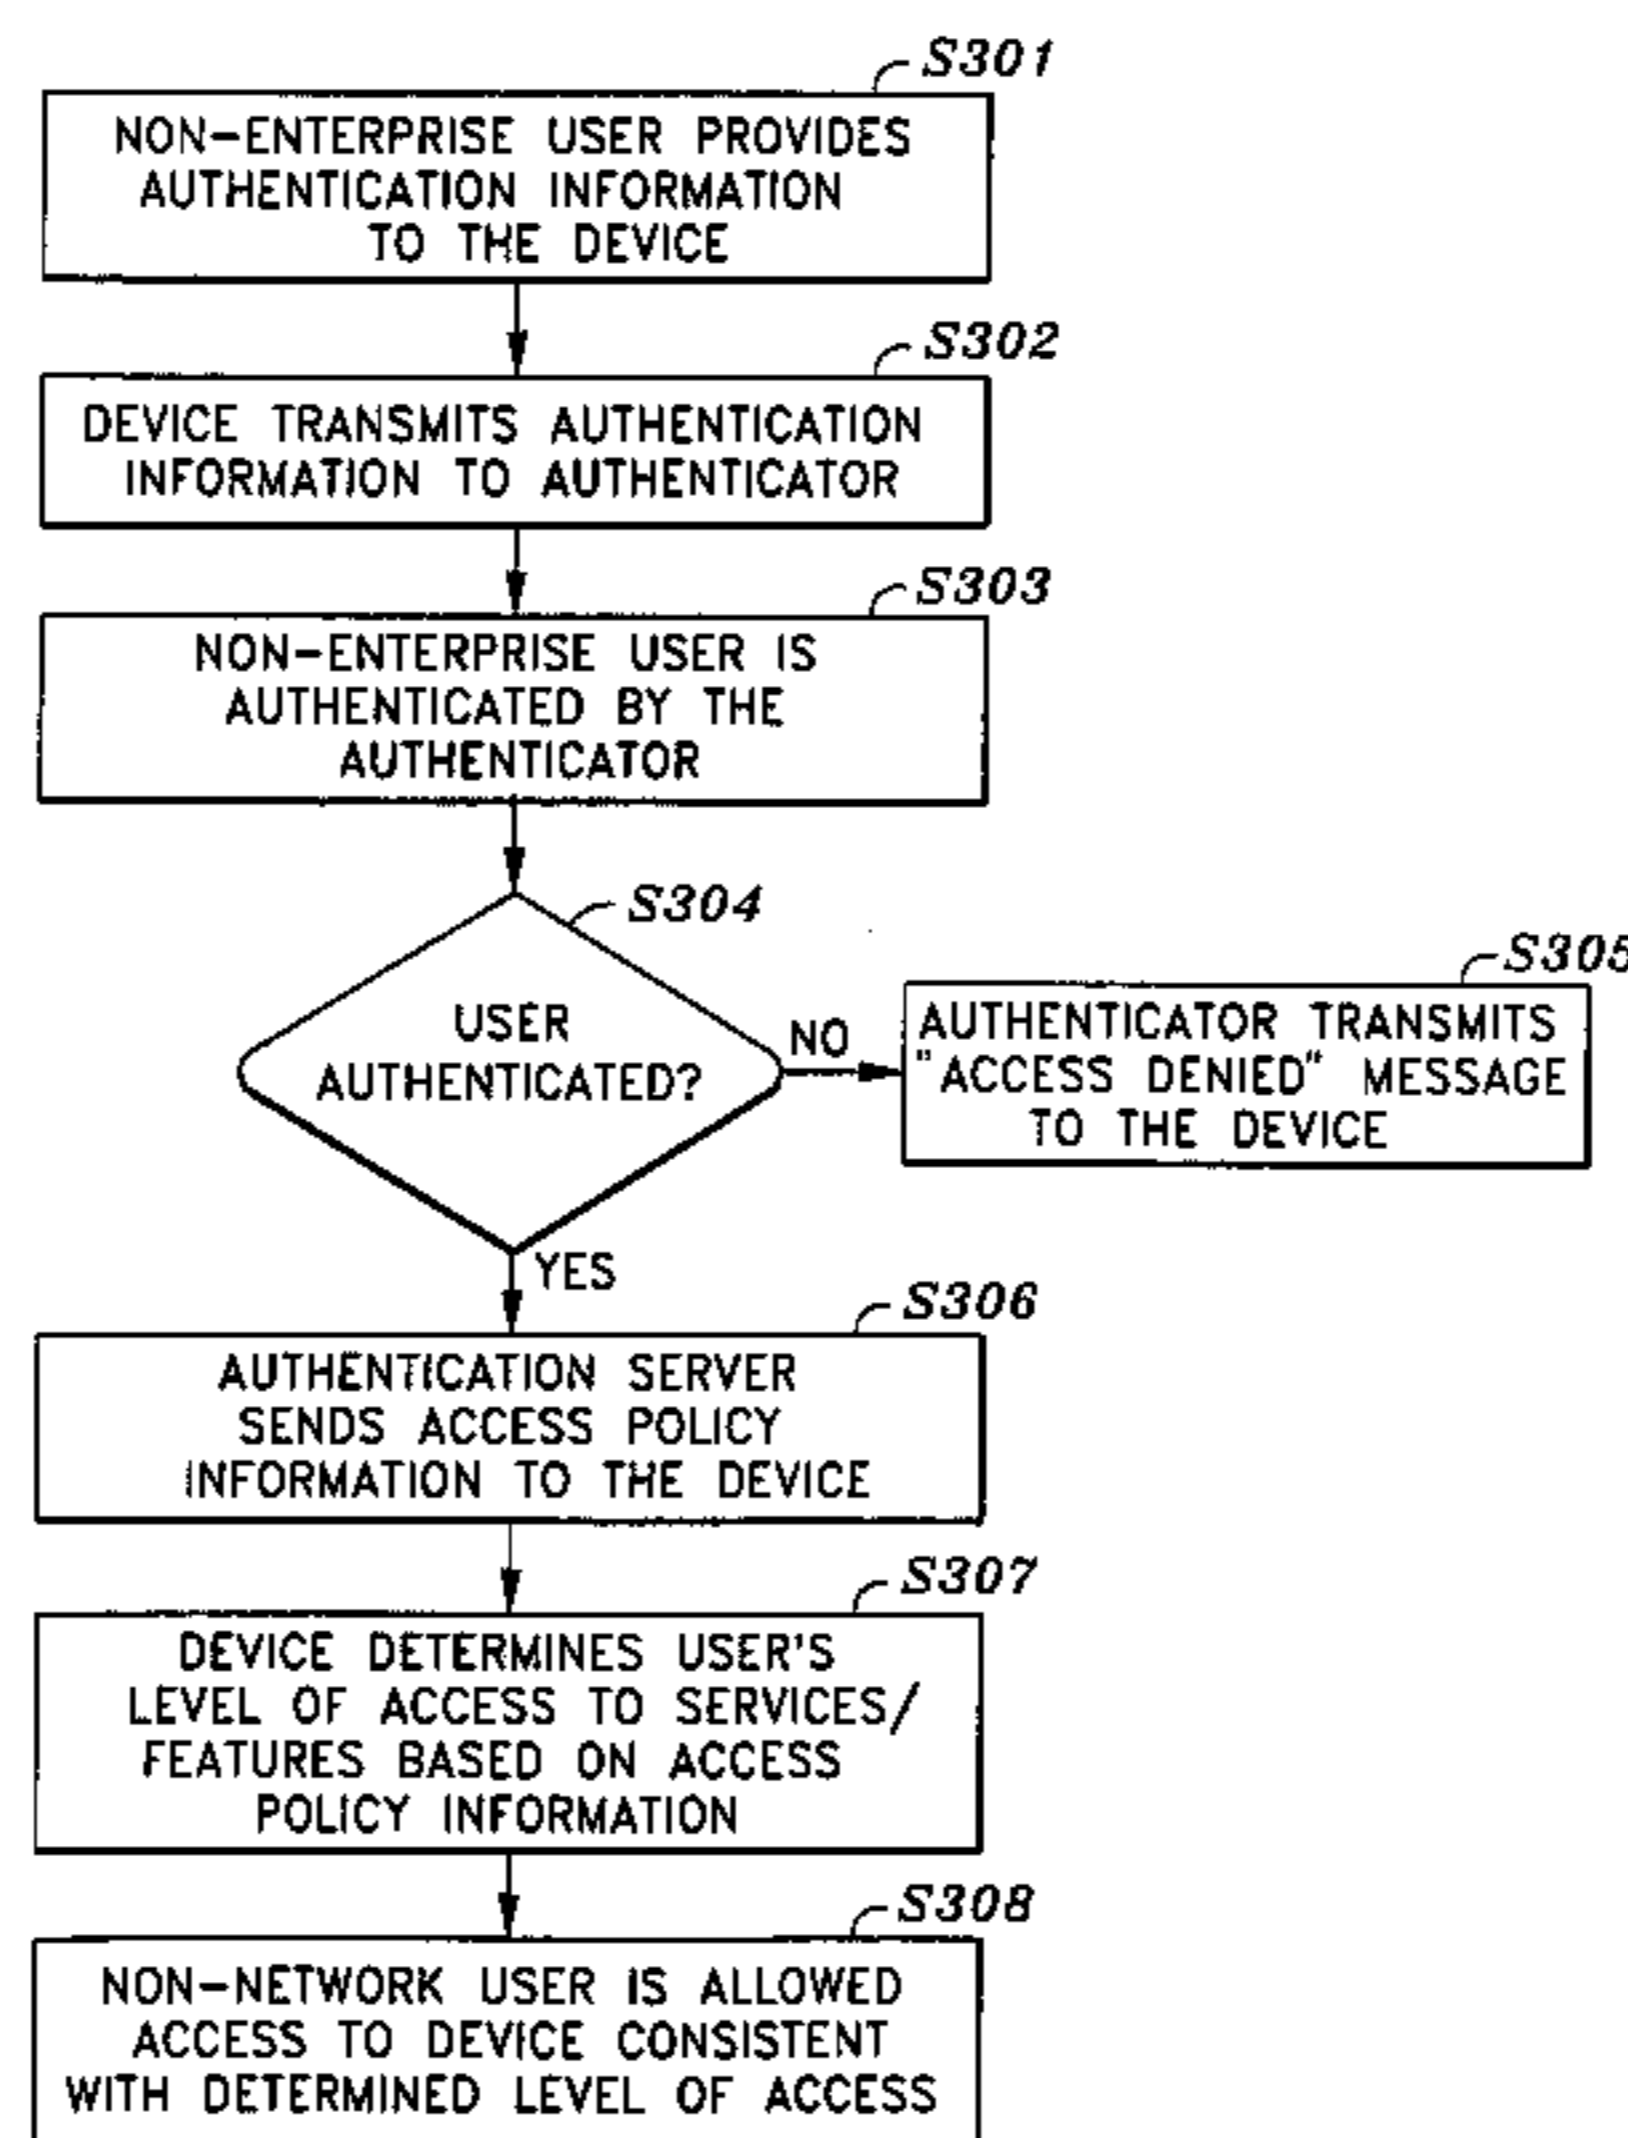 S301
NON-ENTERPRISE USER PROVIDES
AUTHENTICATION INFORMATION
TO THE DEVICE
S302
DEVICE TRANSMITS AUTHENTICATION
INFORMATION TO AUTHENTICATOR
S303
NON-ENTERPRISE USER IS
AUTHENTICATED BY THE
AUTHENTICATOR
S304
USER
AUTHENTICATED?
NO
S305
AUTHENTICATOR TRANSMITS
"ACCESS DENIED" MESSAGE
TO THE DEVICE
YES
S306
AUTHENTICATION SERVER
SENDS ACCESS POLICY
INFORMATION TO THE DEVICE
S307
DEVICE DETERMINES USER'S
LEVEL OF ACCESS TO SERVICES/
FEATURES BASED ON ACCESS
POLICY INFORMATION
S308
NON-NETWORK USER IS ALLOWED
ACCESS TO DEVICE CONSISTENT
WITH DETERMINED LEVEL OF ACCESS